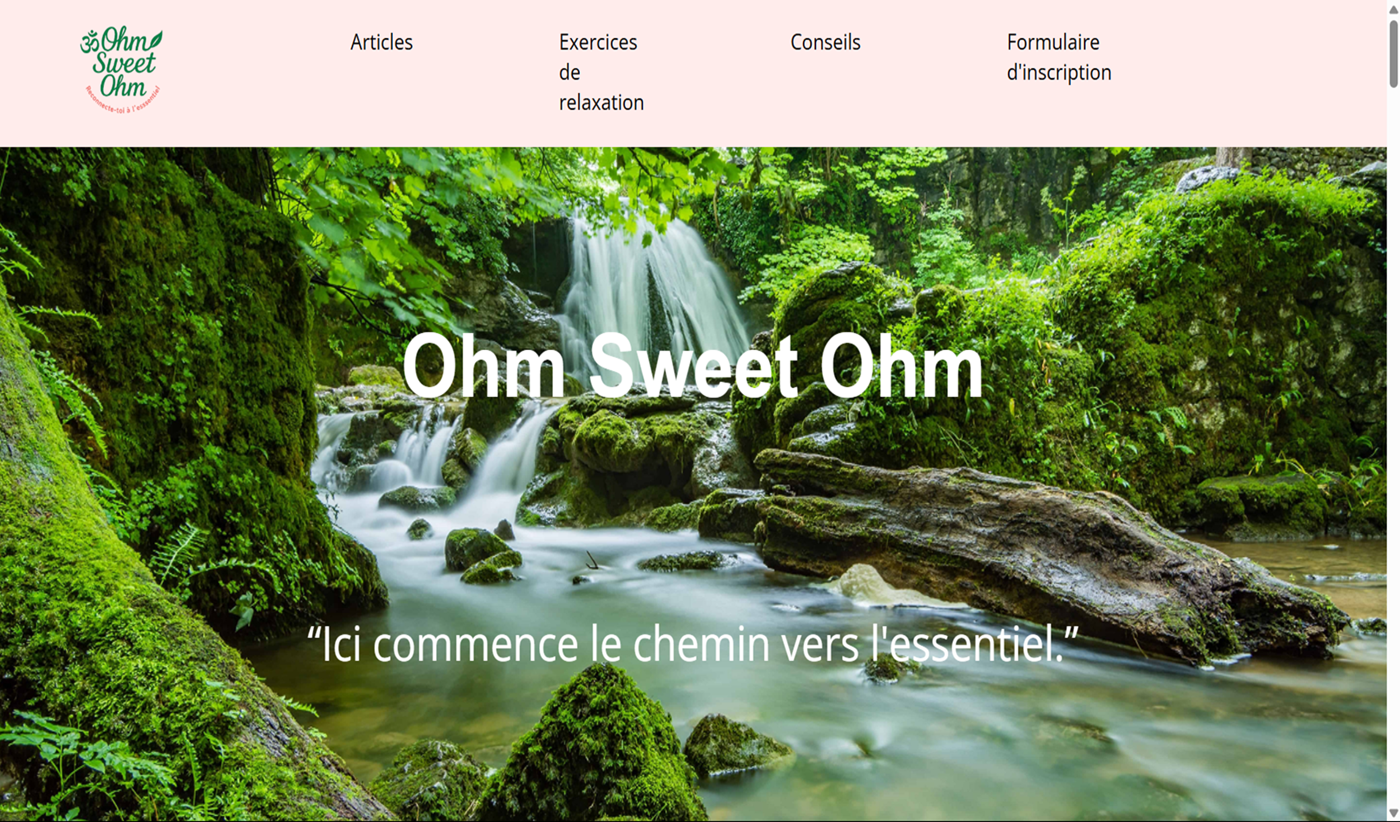 ॐOhm
Sweet
Ohm
Reconnecte-toi à l'essentiel
Articles
Exercices
de
relaxation
Conseils
Formulaire
d'inscription
Ohm Sweet Ohm
“Ici commence le chemin vers l'essentiel.”